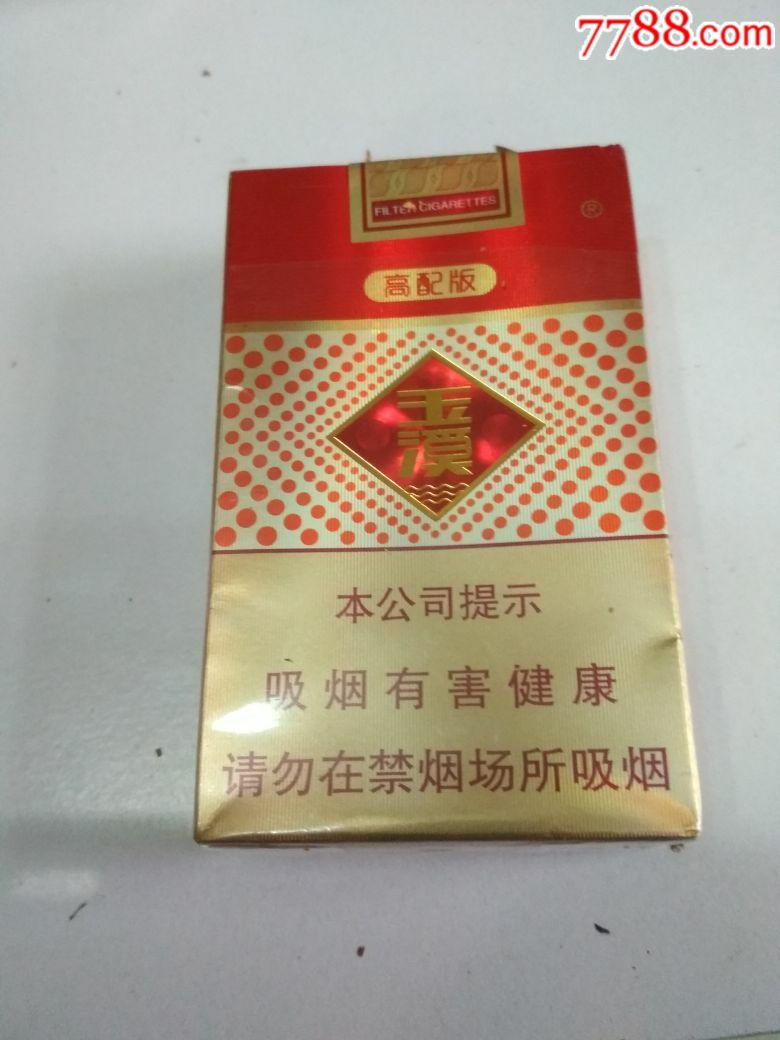 7788.com
FILTER CIGARETTES
®
高配版
玉溪
本公司提示
吸烟有害健康
请勿在禁烟场所吸烟